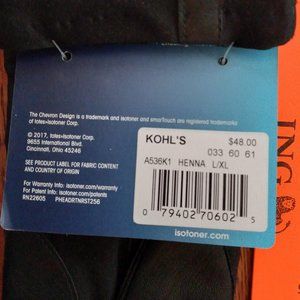 The Chevron Design is a trademark and isotoner and smarTouch are registered trademarks
of totes»Isotoner Corp.
© 2017, totes»Isotoner Corp.
9655 International Blvd.
Cincinnati, Ohio 45246
SEE PRODUCT LABEL FOR FABRIC CONTENT
AND COUNTRY OF ORIGIN
For Warranty Info: isotoner.com/warranty
For Patent Info: isotoner.com/patents
RN22605 PHEADRTNRST256
KOHL'S $48.00
033 60 61
A536K1 HENNA L/XL
0 79402 70602 5
isotoner.com
ING